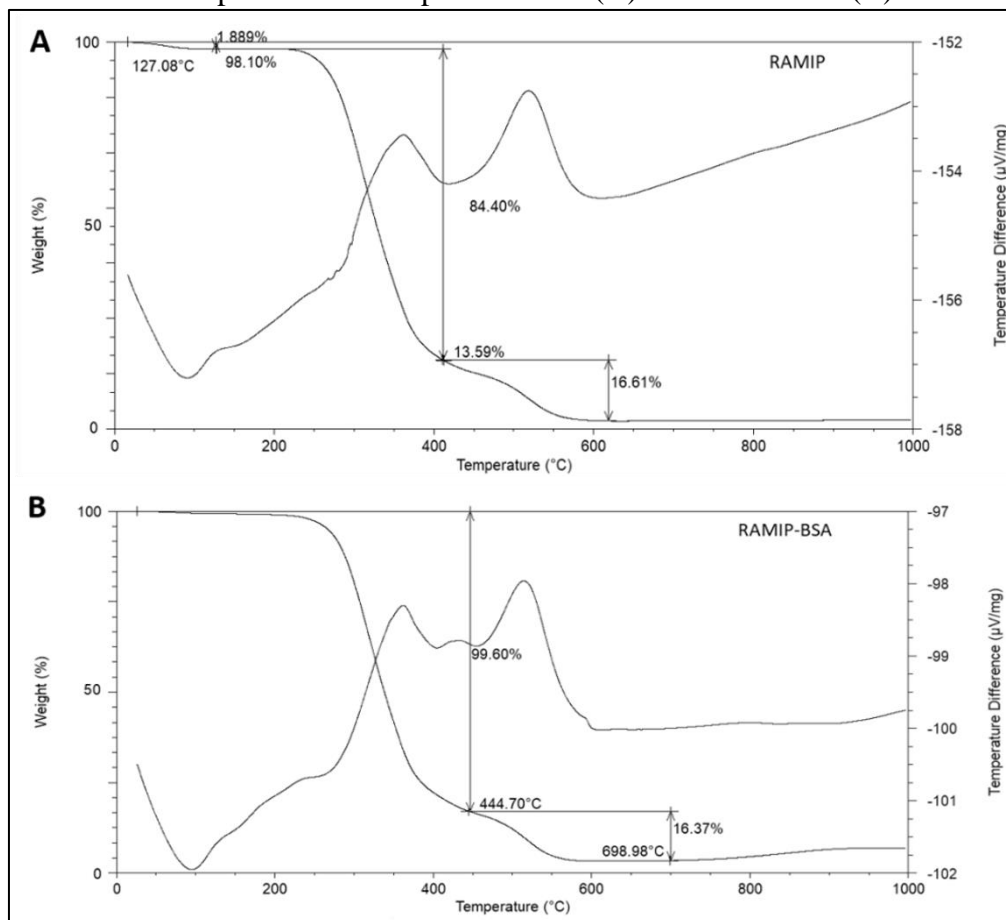 A
RAMIP
100
50
0
Weight (%)
1.889%
127.08°C
98.10%
84.40%
13.59%
16.61%
-152
-154
-156
-158
Temperature Difference (µV/mg)
0 200 400 600 800 1000
Temperature (°C)
B
RAMIP-BSA
100
50
0
Weight (%)
99.60%
444.70°C
16.37%
698.98°C
-97
-98
-99
-100
-101
-102
Temperature Difference (µV/mg)
0 200 400 600 800 1000
Temperature (°C)